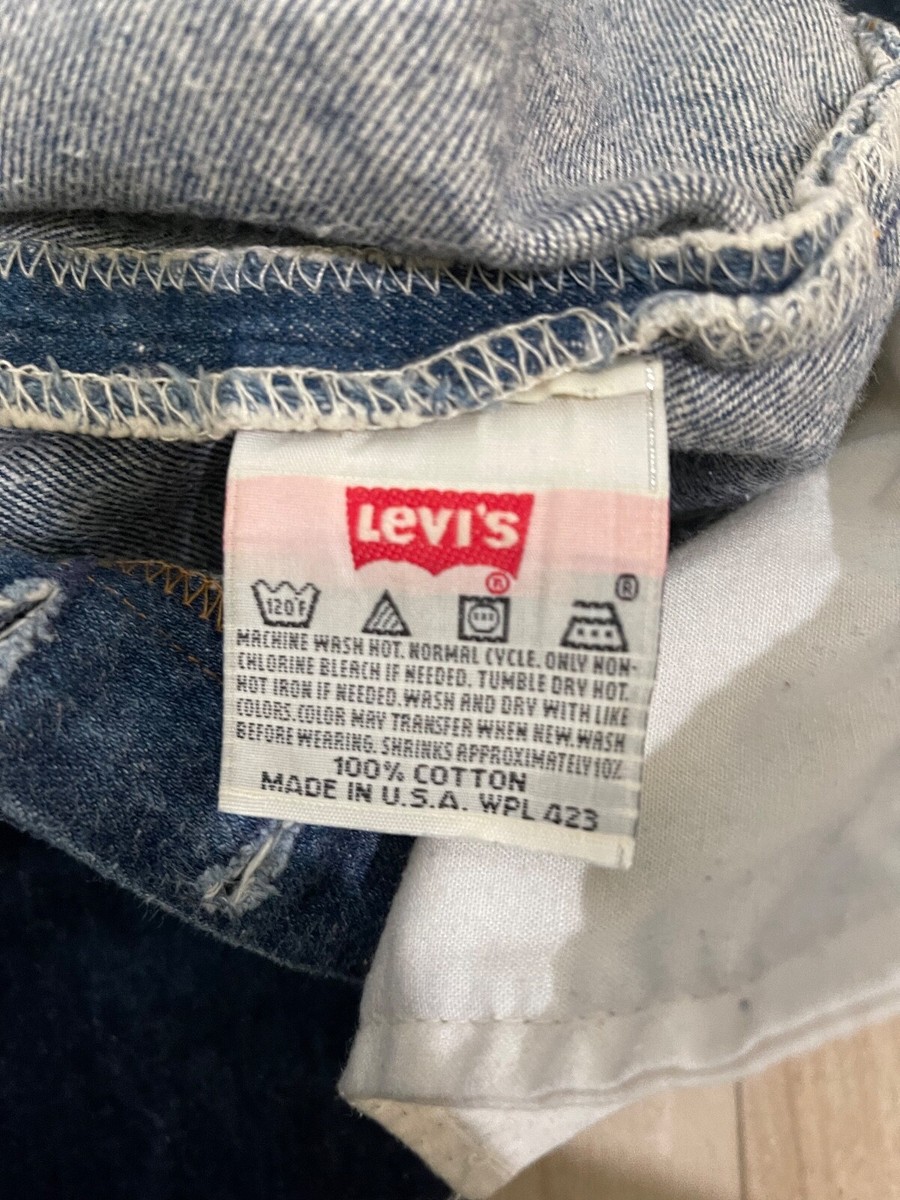 LEVI'S
®
®
120°F
MACHINE WASH HOT. NORMAL CYCLE. ONLY NON-
CHLORINE BLEACH IF NEEDED. TUMBLE DRY HOT.
HOT IRON IF NEEDED. WASH AND DRY WITH LIKE
COLORS. COLOR MAY TRANSFER WHEN NEW. WASH
BEFORE WEARING. SHRINKS APPROXIMATELY 10%
100% COTTON
MADE IN U.S.A. WPL 423